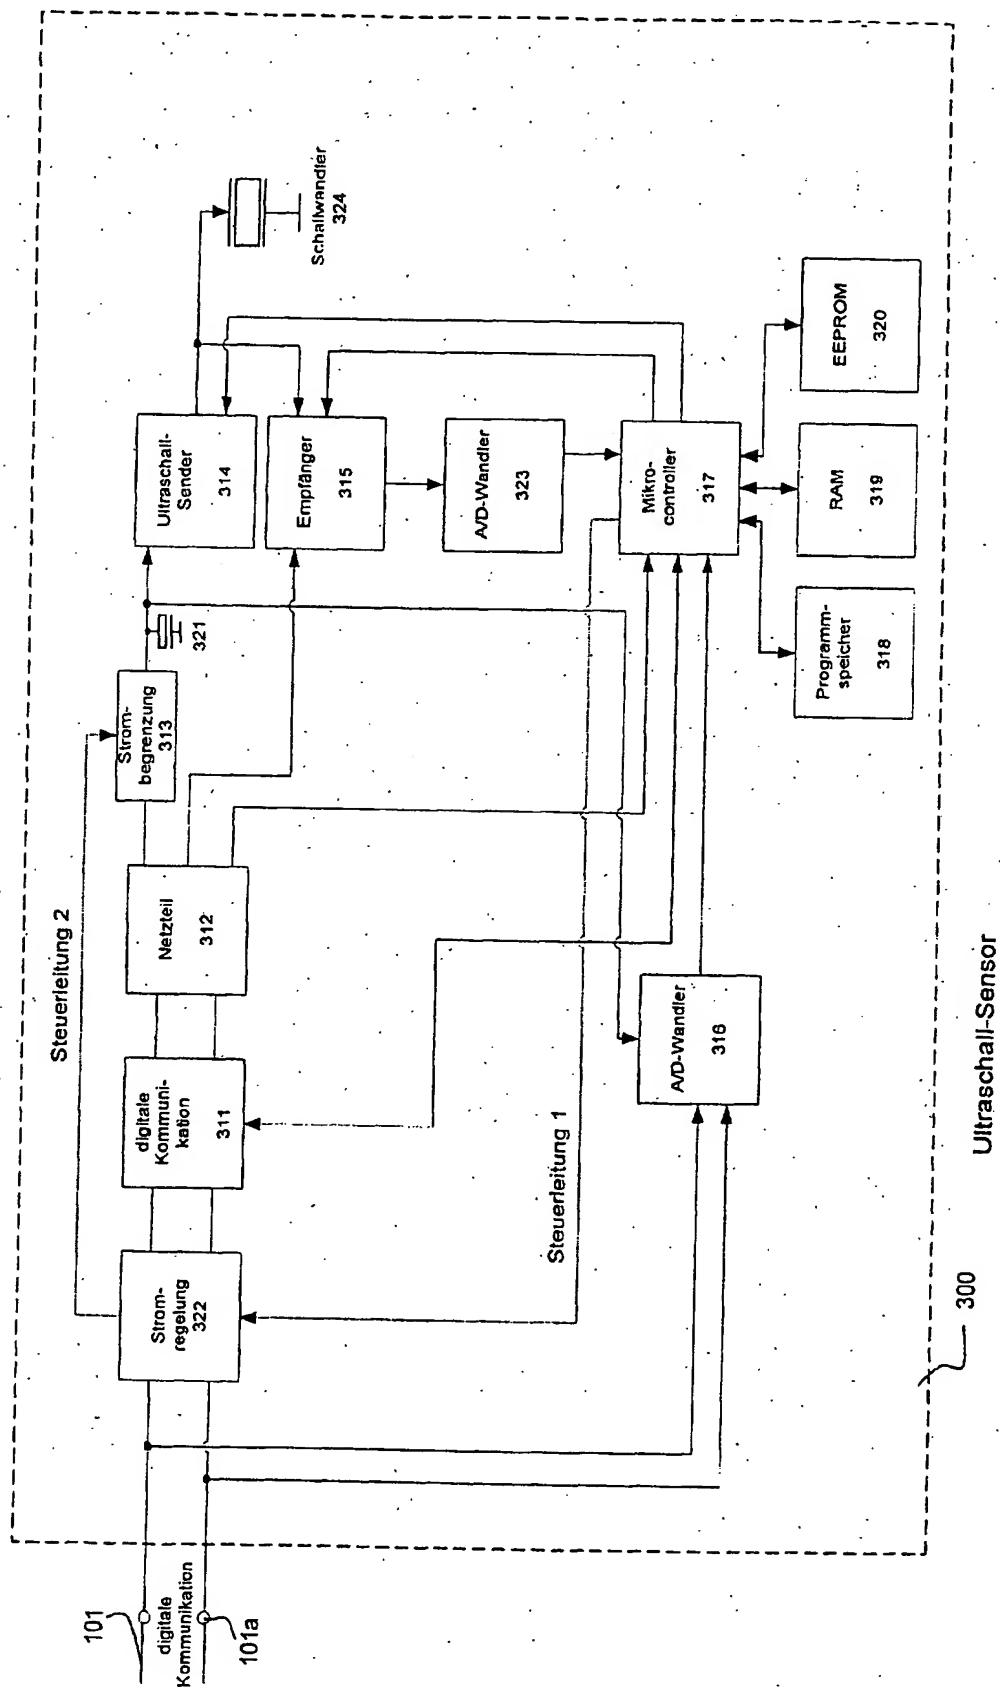 Steuerleitung 2
101
digitale
Kommunikation
101a
Strom-
regelung
322
digitale
Kommuni-
kation
311
Netzteil
312
Strom-
begrenzung
313
321
Ultraschall-
Sender
314
Schallwandler
324
Empfänger
315
A/D-Wandler
323
Steuerleitung 1
A/D-Wandler
316
Mikro-
controller
317
Programm-
speicher
318
RAM
319
EEPROM
320
300
Ultraschall-Sensor